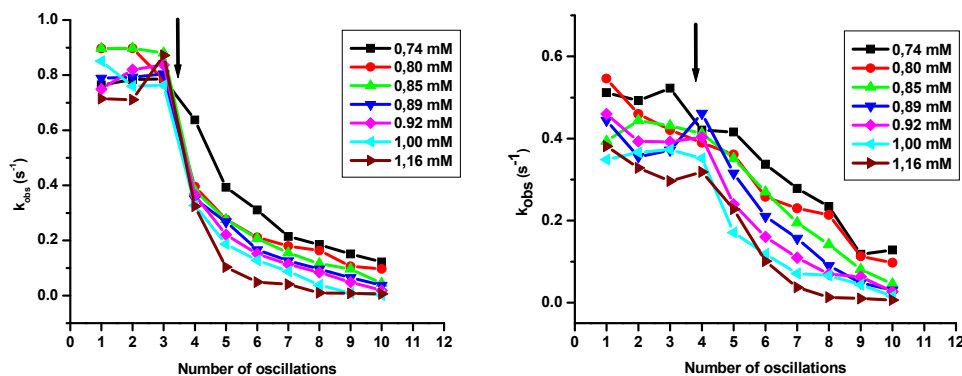 1.0
0.8
0.6
0.4
0.2
0.0
k obs (s-1)
0 1 2 3 4 5 6 7 8 9 10 11 12
Number of oscillations
0,74 mM
0,80 mM
0,85 mM
0,89 mM
0.92 mM
1,00 mM
1,16 mM
0.6
0.4
0.2
0.0
kobs (s-1)
0 1 2 3 4 5 6 7 8 9 10 11 12
Number of oscillations
0,74 mM
0,80 mM
0,85 mM
0,89 mM
0.92 mM
1,00 mM
1,16 mM